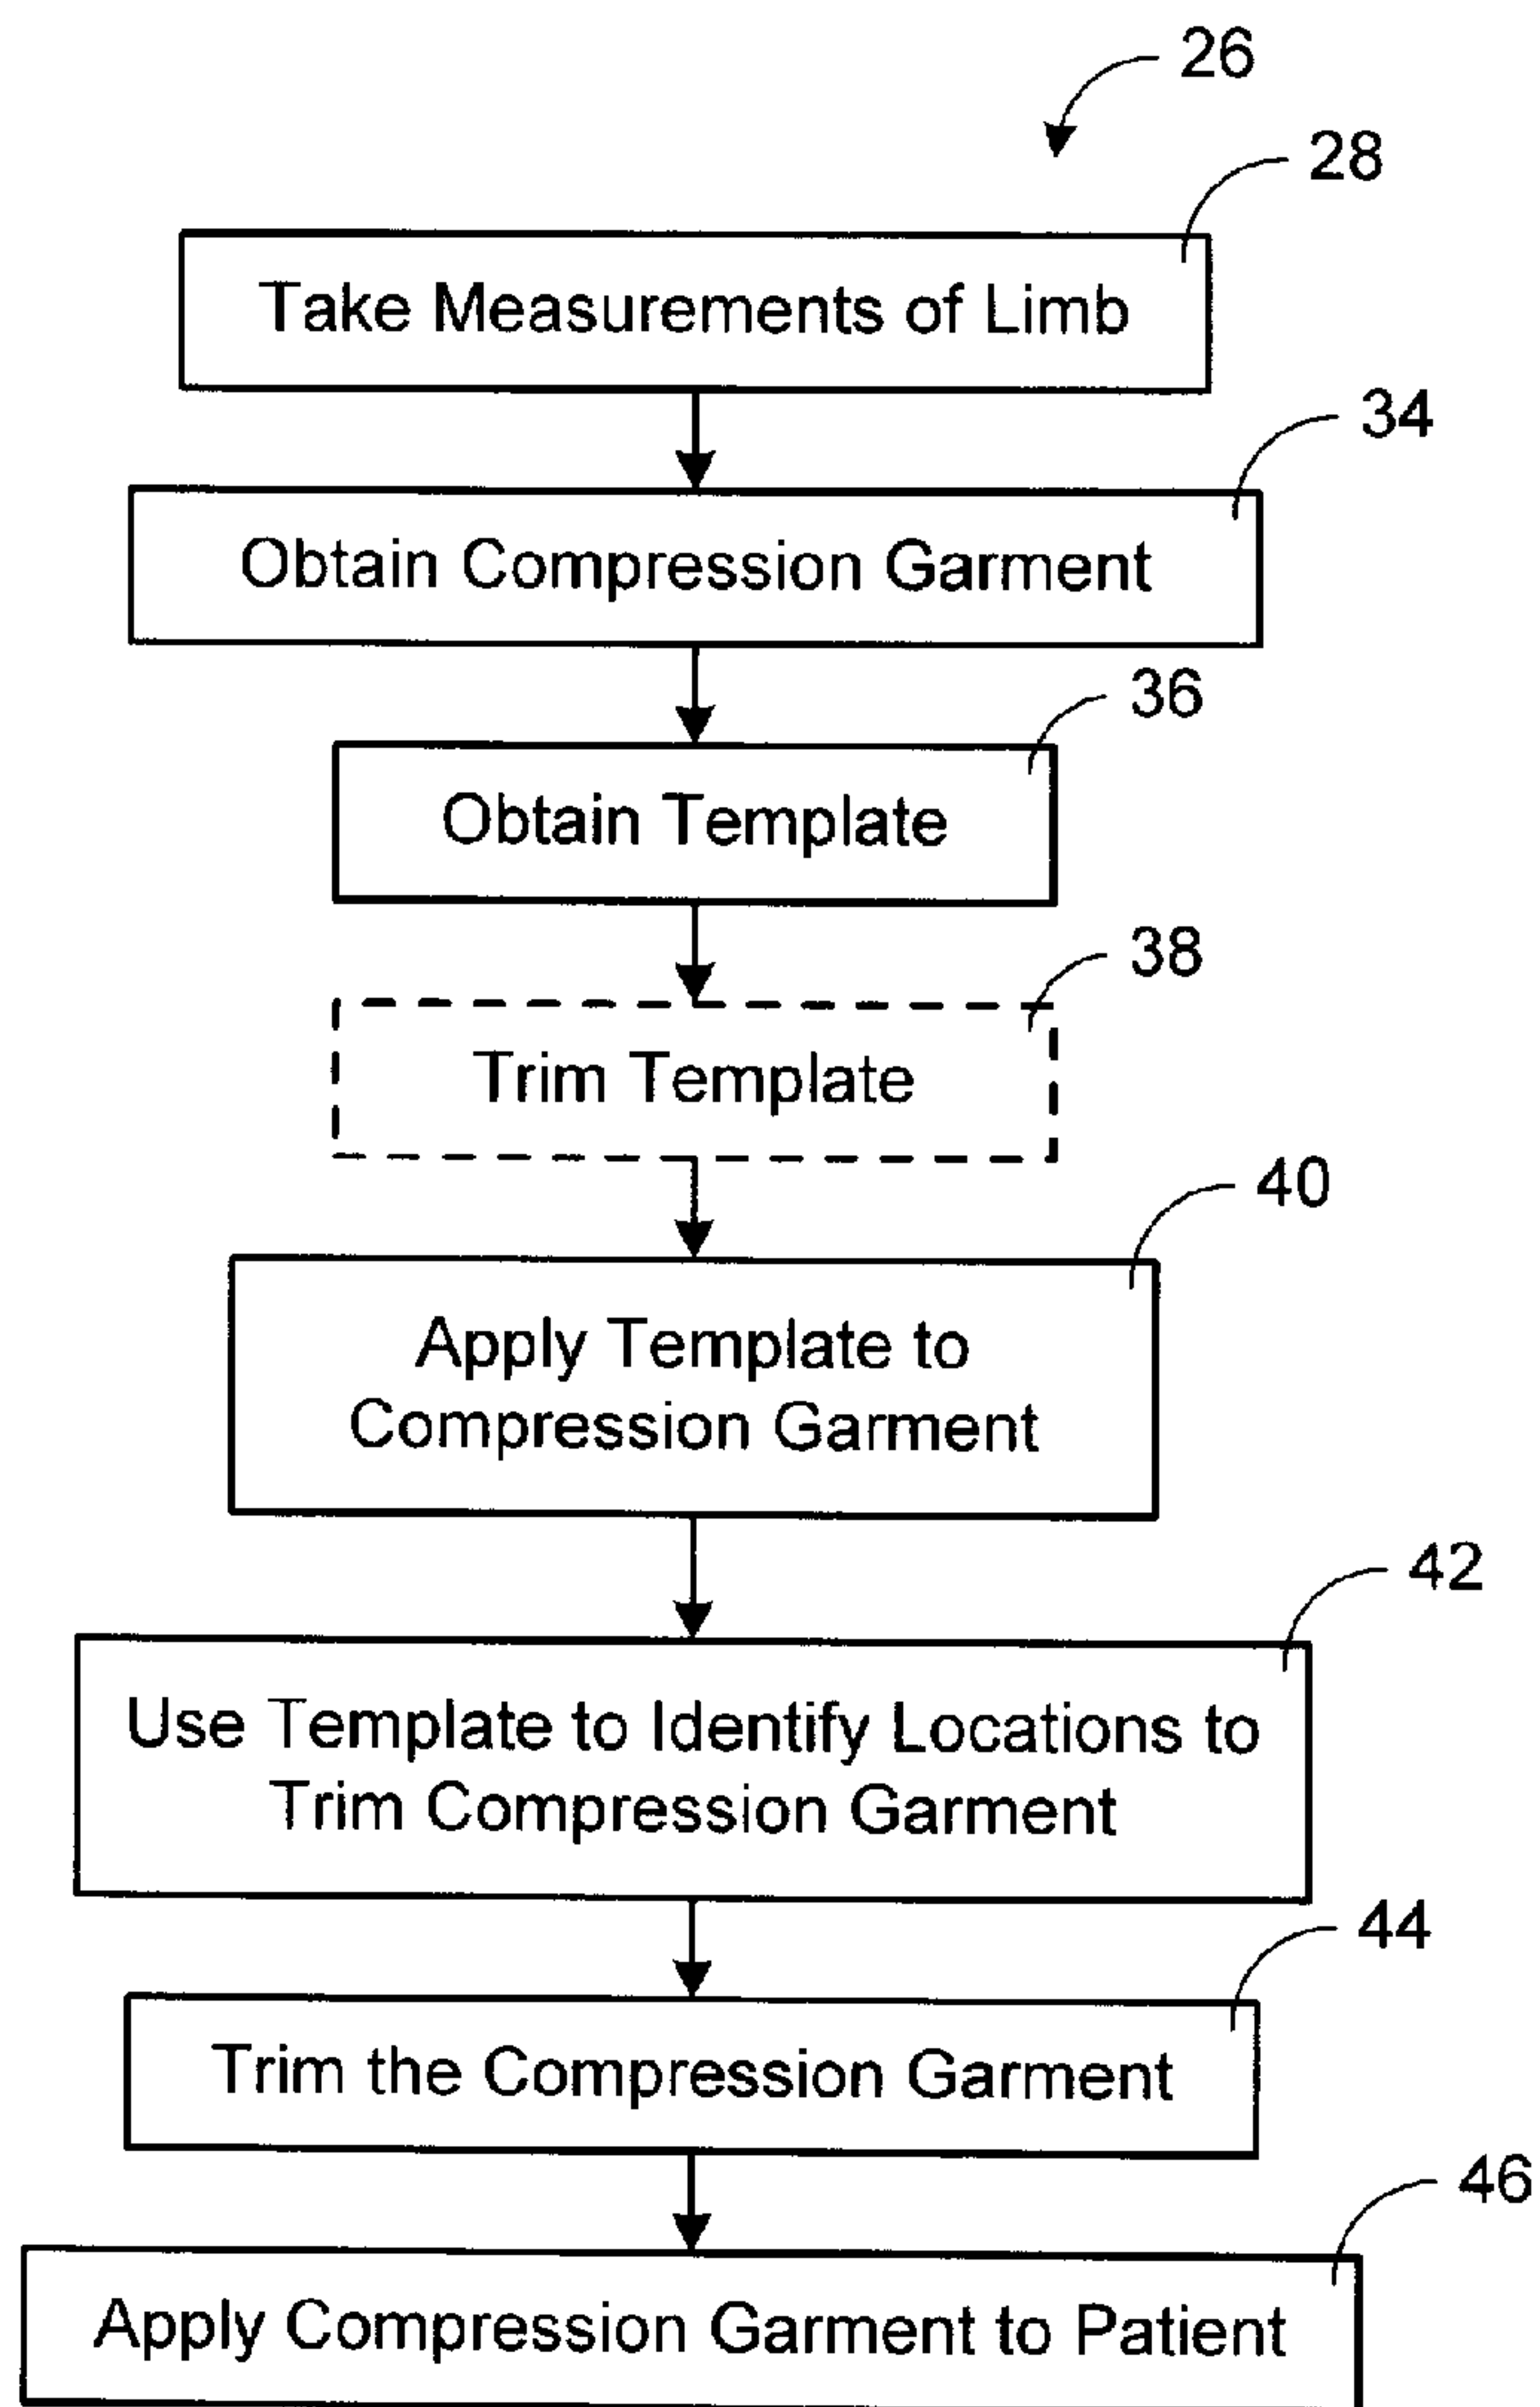 26
28
Take Measurements of Limb
34
Obtain Compression Garment
36
Obtain Template
38
Trim Template
40
Apply Template to
Compression Garment
42
Use Template to Identify Locations to
Trim Compression Garment
44
Trim the Compression Garment
46
Apply Compression Garment to Patient